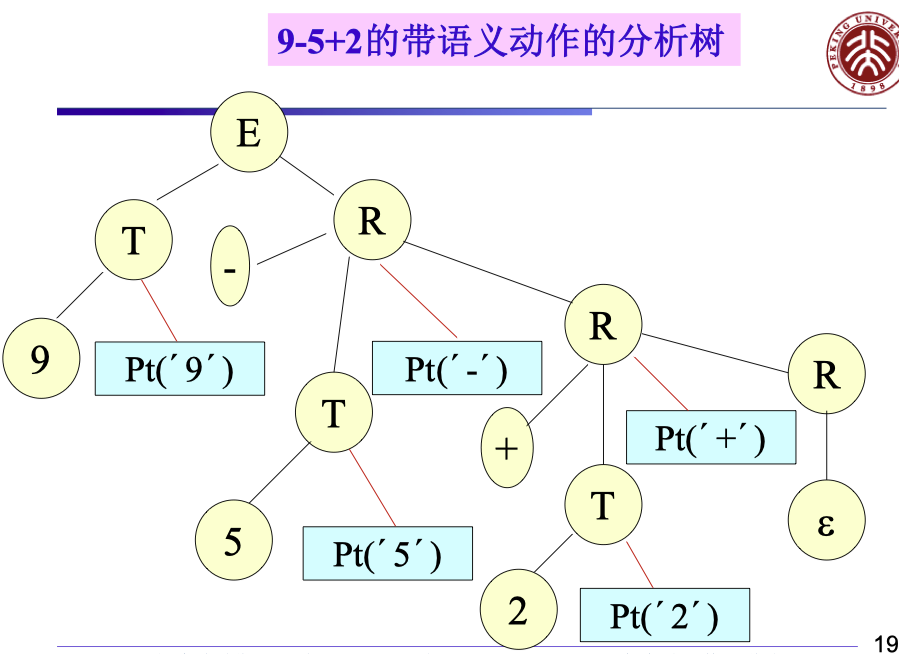 9-5+2的带语义动作的分析树
PEKING UNIVER
1898
E
T
-
R
9
Pt(´9´)
Pt(´-´)
R
R
T
+
Pt(´+´)
5
Pt(´5´)
T
ε
2
Pt(´2´)
19